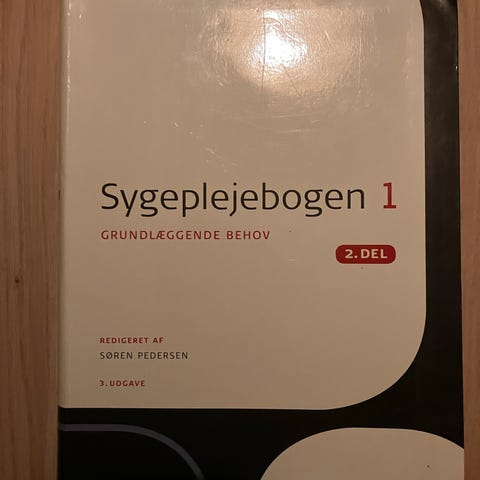 Sygeplejebogen 1
GRUNDLÆGGENDE BEHOV
2. DEL
REDIGERET AF
SØREN PEDERSEN
3. UDGAVE